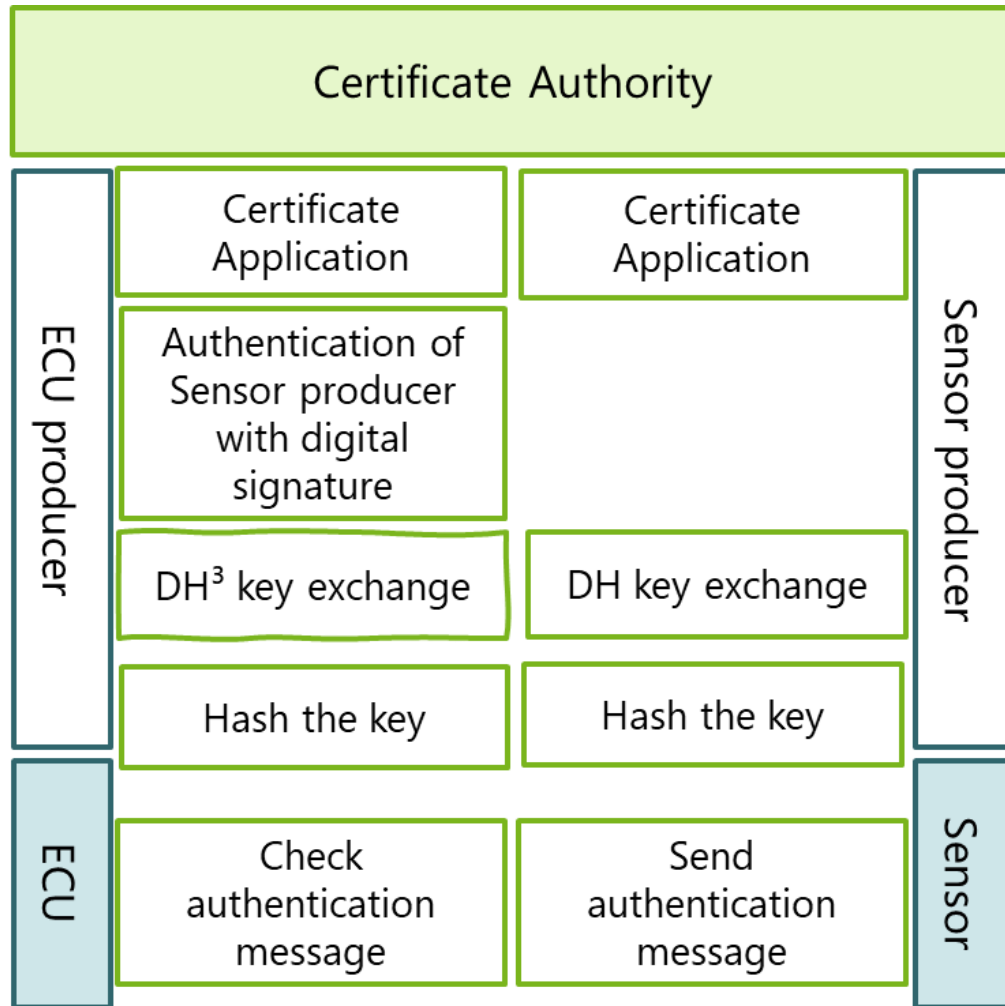 Certificate Authority
ECU producer
Certificate
Application
Certificate
Application
Sensor producer
Authentication of
Sensor producer
with digital
signature
DH³ key exchange
DH key exchange
Hash the key
Hash the key
ECU
Check
authentication
message
Send
authentication
message
Sensor